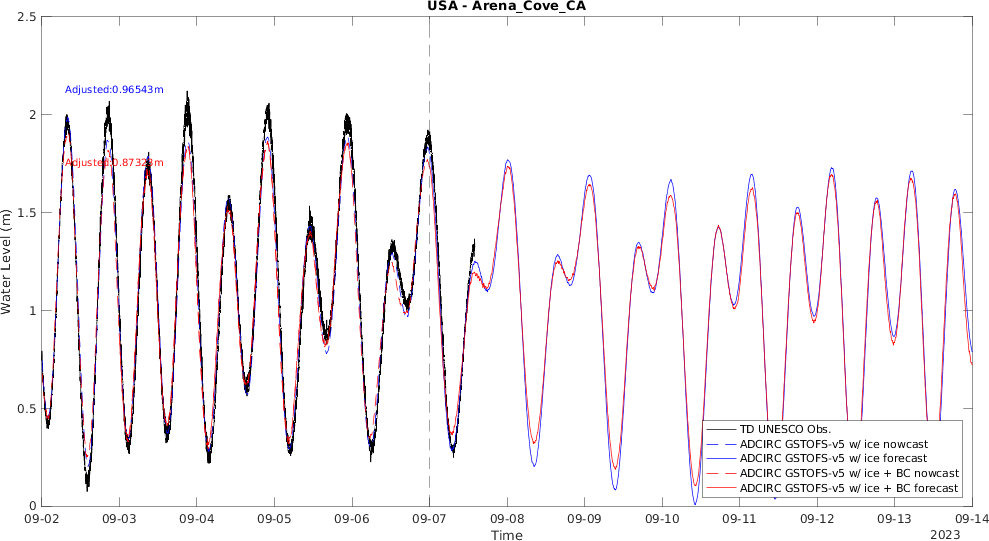 USA - Arena_Cove_CA
2.5
2
1.5
1
0.5
0
Water Level (m)
Adjusted:0.96543m
Adjusted:0.87323m
TD UNESCO Obs.
ADCIRC GSTOFS-v5 w/ ice nowcast
ADCIRC GSTOFS-v5 w/ ice forecast
ADCIRC GSTOFS-v5 w/ ice + BC nowcast
ADCIRC GSTOFS-v5 w/ ice + BC forecast
09-02 09-03 09-04 09-05 09-06 09-07 09-08 09-09 09-10 09-11 09-12 09-13 09-14
Time
2023